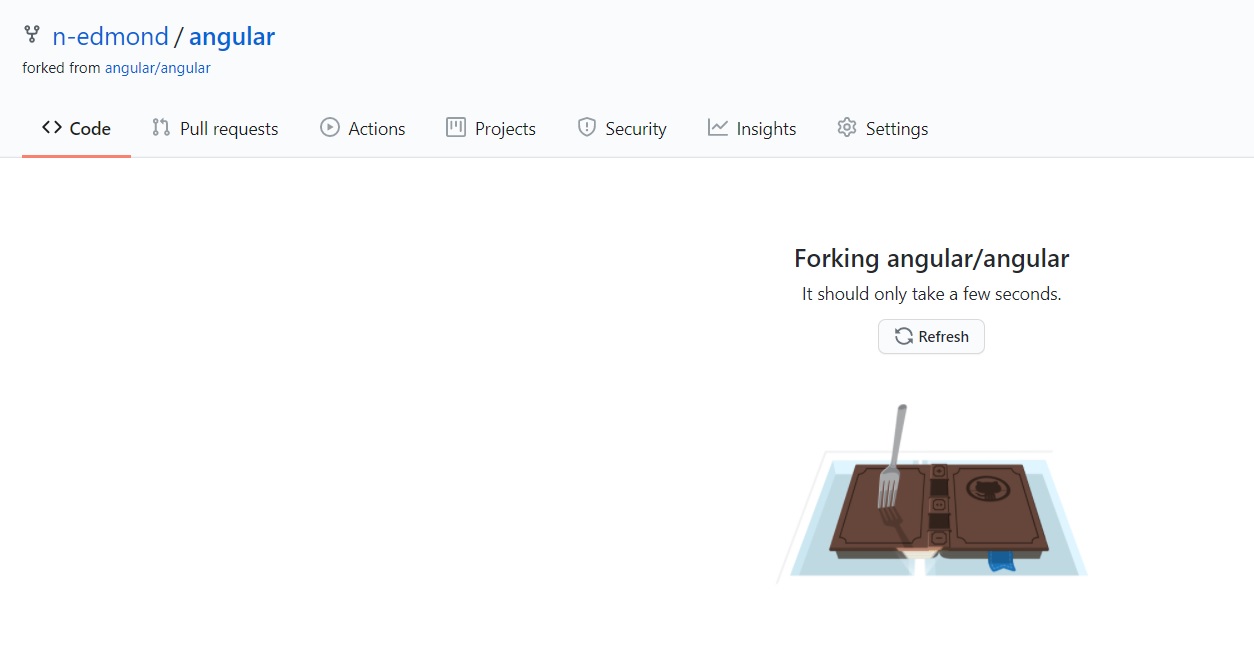 n-edmond / angular
forked from angular/angular
Code Pull requests Actions Projects Security Insights Settings
Forking angular/angular
It should only take a few seconds.
Refresh